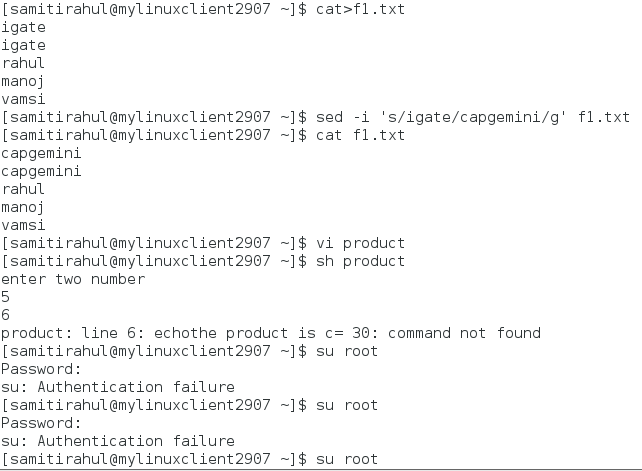 [samitirahul@mylinuxclient2907 ~]$ cat>f1.txt
igate
igate
rahul
manoj
vamsi
[samitirahul@mylinuxclient2907 ~]$ sed -i 's/igate/capgemini/g' f1.txt
[samitirahul@mylinuxclient2907 ~]$ cat f1.txt
capgemini
capgemini
rahul
manoj
vamsi
[samitirahul@mylinuxclient2907 ~]$ vi product
[samitirahul@mylinuxclient2907 ~]$ sh product
enter two number
5
6
product: line 6: echothe product is c= 30: command not found
[samitirahul@mylinuxclient2907 ~]$ su root
Password:
su: Authentication failure
[samitirahul@mylinuxclient2907 ~]$ su root
Password:
su: Authentication failure
[samitirahul@mylinuxclient2907 ~]$ su root